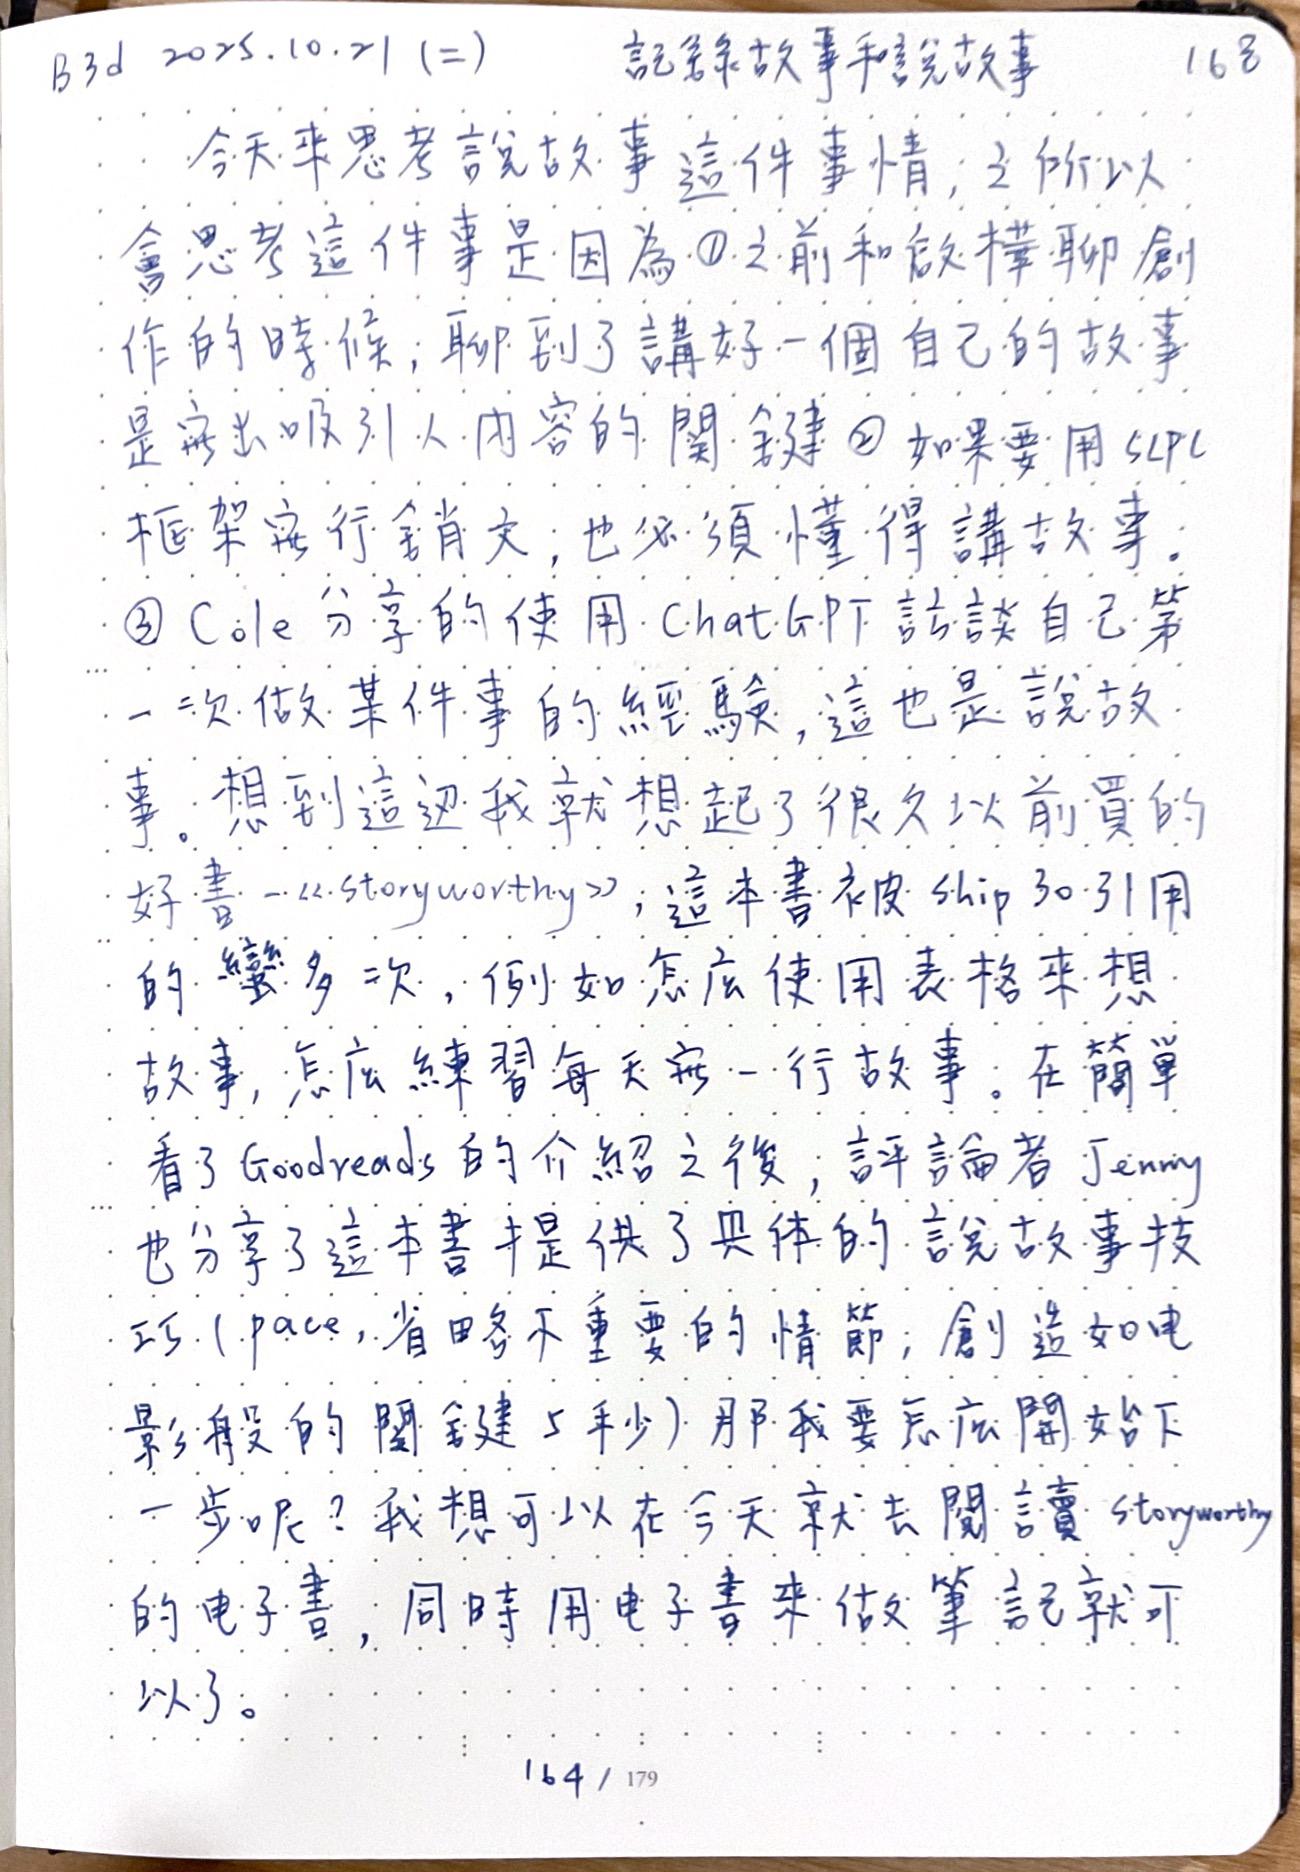 B3d 2025.10.21 (二) 記錄故事和說故事 163
今天來思考說故事這件事情,之所以
會思考這件事是因為①之前和啟樺聊創
作的時候,聊到了講好一個自己的故事
是寫出吸引人內容的關鍵②如果要用SLPC
框架寫行銷文,也必須懂得講故事。
③Cole分享的使用ChatGPT訪談自己第
一次做某件事的經驗,這也是說故
事。想到這边我就想起了很久以前買的
好書-《storyworthy》,這本書被ship 30引用
的蠻多次,例如怎么使用表格來想
故事,怎么練習每天寫一行故事。在簡單
看了Goodreads的介紹之後,評論者Jenny
也分享了這本書提供了具体的說故事技
巧(pace,省略不重要的情節,創造如电
影般的關鍵5秒)那我要怎么開始下
一步呢?我想可以在今天就去閱讀storyworthy
的电子書,同時用电子書來做筆記就可
以了。
164/179